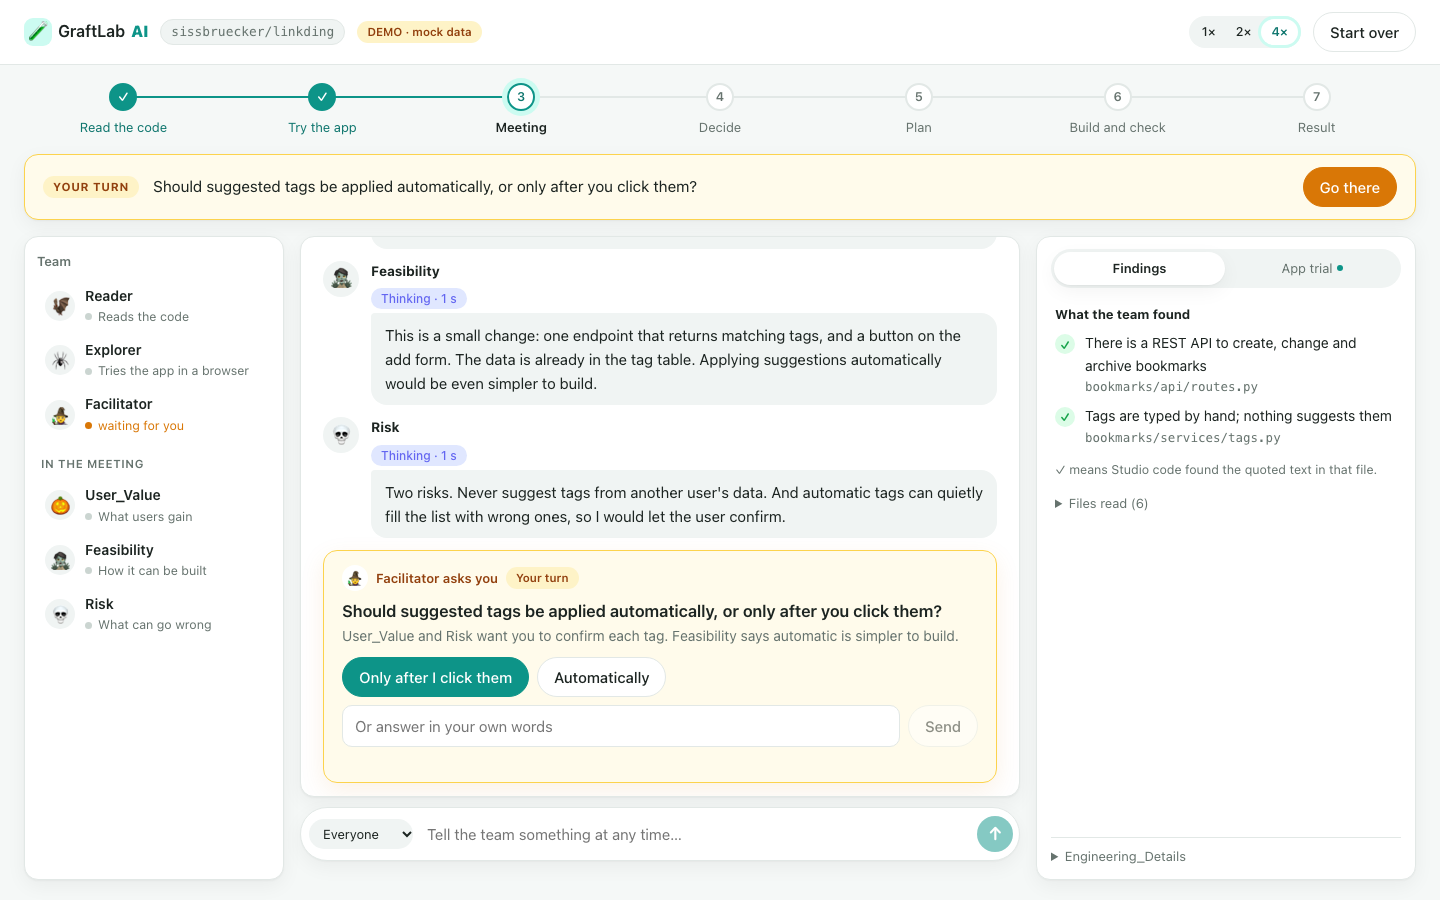 GraftLab AI
sissbruecker/linkding
DEMO · mock data
1×
2×
4×
Start over
3
4
5
6
7
Read the code
Try the app
Meeting
Decide
Plan
Build and check
Result
YOUR TURN
Should suggested tags be applied automatically, or only after you click them?
Go there
Team
Reader
Reads the code
Explorer
Tries the app in a browser
Facilitator
waiting for you
IN THE MEETING
User_Value
What users gain
Feasibility
How it can be built
Risk
What can go wrong
Feasibility
Thinking · 1 s
This is a small change: one endpoint that returns matching tags, and a button on the
add form. The data is already in the tag table. Applying suggestions automatically
would be even simpler to build.
Risk
Thinking · 1 s
Two risks. Never suggest tags from another user's data. And automatic tags can quietly
fill the list with wrong ones, so I would let the user confirm.
Facilitator asks you
Your turn
Should suggested tags be applied automatically, or only after you click them?
User_Value and Risk want you to confirm each tag. Feasibility says automatic is simpler to build.
Only after I click them
Automatically
Or answer in your own words
Send
Everyone
Tell the team something at any time...
Findings
App trial
What the team found
There is a REST API to create, change and
archive bookmarks
bookmarks/api/routes.py
Tags are typed by hand; nothing suggests them
bookmarks/services/tags.py
✓ means Studio code found the quoted text in that file.
Files read (6)
Engineering_Details